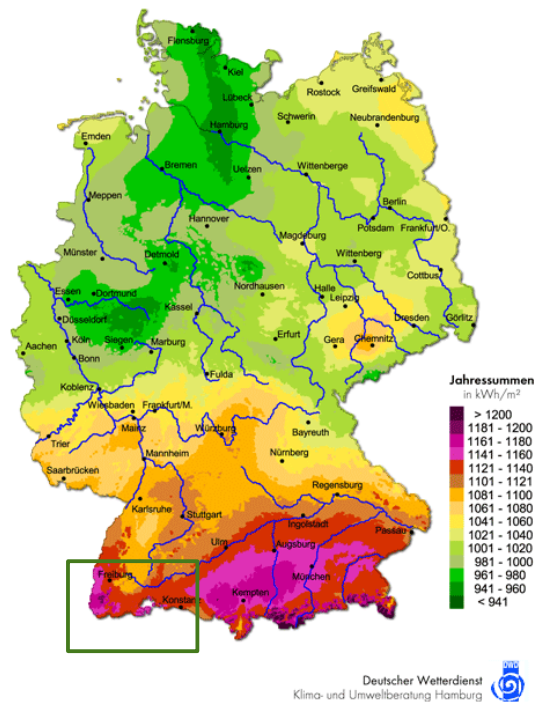 Flensburg
Kiel
Rostock
Greifswald
Lübeck
Schwerin
Neubrandenburg
Hamburg
Emden
Bremen
Uelzen
Wittenberge
Meppen
Berlin
Hannover
Potsdam
Frankfurt/O.
Magdeburg
Münster
Detmold
Wittenberg
Cottbus
Essen
Dortmund
Nordhausen
Halle
Leipzig
Düsseldorf
Kassel
Dresden
Görlitz
Köln
Siegen
Marburg
Erfurt
Gera
Chemnitz
Aachen
Bonn
Fulda
Koblenz
Wiesbaden
Frankfurt/M.
Mainz
Würzburg
Bayreuth
Trier
Mannheim
Nürnberg
Saarbrücken
Regensburg
Karlsruhe
Stuttgart
Ingolstadt
Passau
Ulm
Augsburg
Freiburg
München
Konstanz
Kempten
Jahressummen
in kWh/m²
> 1200
1181 - 1200
1161 - 1180
1141 - 1160
1121 - 1140
1101 - 1121
1081 - 1100
1061 - 1080
1041 - 1060
1021 - 1040
1001 - 1020
981 - 1000
961 - 980
941 - 960
< 941
Deutscher Wetterdienst
Klima- und Umweltberatung Hamburg
DWD